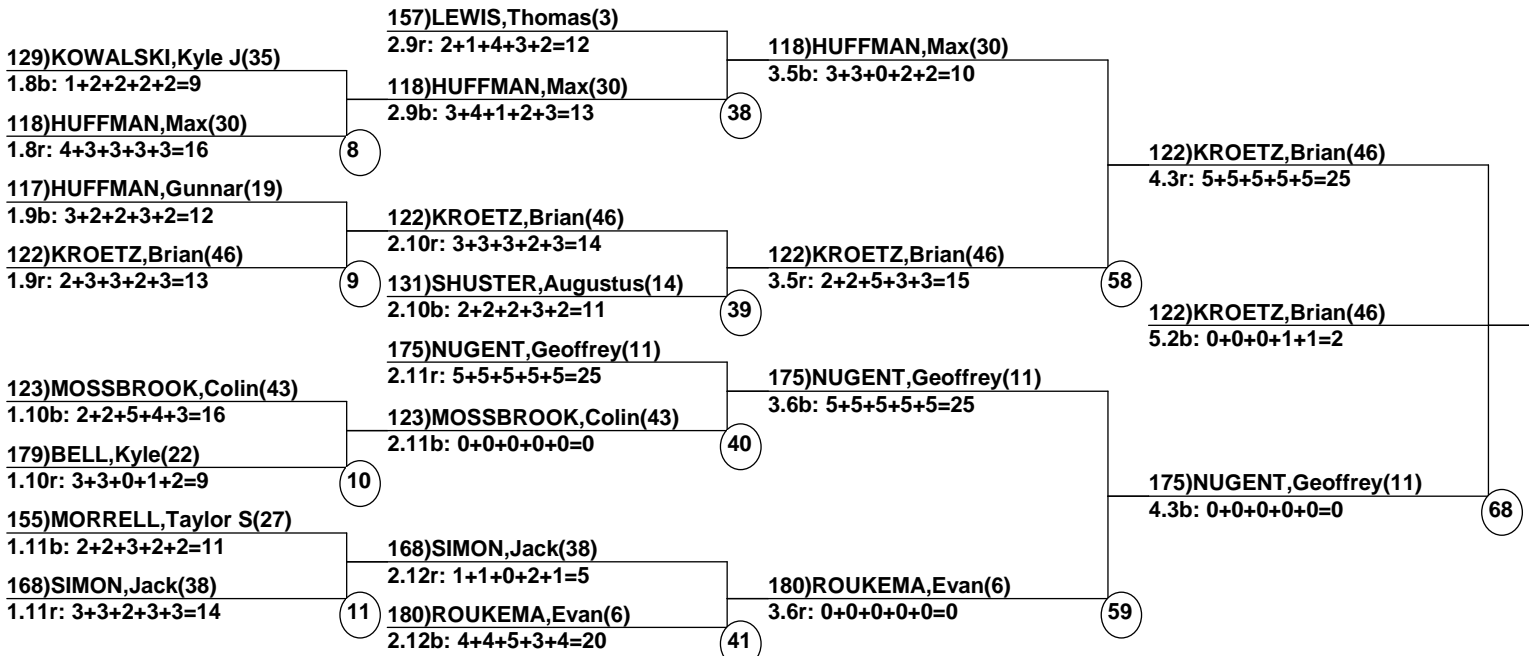 129)KOWALSKI,Kyle J(35)
1.8b: 1+2+2+2+2=9
118)HUFFMAN,Max(30)
1.8r: 4+3+3+3+3=16
8
117)HUFFMAN,Gunnar(19)
1.9b: 3+2+2+3+2=12
122)KROETZ,Brian(46)
1.9r: 2+3+3+2+3=13
9
123)MOSSBROOK,Colin(43)
1.10b: 2+2+5+4+3=16
179)BELL,Kyle(22)
1.10r: 3+3+0+1+2=9
10
155)MORRELL,Taylor S(27)
1.11b: 2+2+3+2+2=11
168)SIMON,Jack(38)
1.11r: 3+3+2+3+3=14
11
157)LEWIS,Thomas(3)
2.9r: 2+1+4+3+2=12
118)HUFFMAN,Max(30)
2.9b: 3+4+1+2+3=13
38
122)KROETZ,Brian(46)
2.10r: 3+3+3+2+3=14
131)SHUSTER,Augustus(14)
2.10b: 2+2+2+3+2=11
39
175)NUGENT,Geoffrey(11)
2.11r: 5+5+5+5+5=25
123)MOSSBROOK,Colin(43)
2.11b: 0+0+0+0+0=0
40
168)SIMON,Jack(38)
2.12r: 1+1+0+2+1=5
180)ROUKEMA,Evan(6)
2.12b: 4+4+5+3+4=20
41
118)HUFFMAN,Max(30)
3.5b: 3+3+0+2+2=10
122)KROETZ,Brian(46)
3.5r: 2+2+5+3+3=15
58
175)NUGENT,Geoffrey(11)
3.6b: 5+5+5+5+5=25
180)ROUKEMA,Evan(6)
3.6r: 0+0+0+0+0=0
59
122)KROETZ,Brian(46)
4.3r: 5+5+5+5+5=25
175)NUGENT,Geoffrey(11)
4.3b: 0+0+0+0+0=0
68
122)KROETZ,Brian(46)
5.2b: 0+0+0+1+1=2